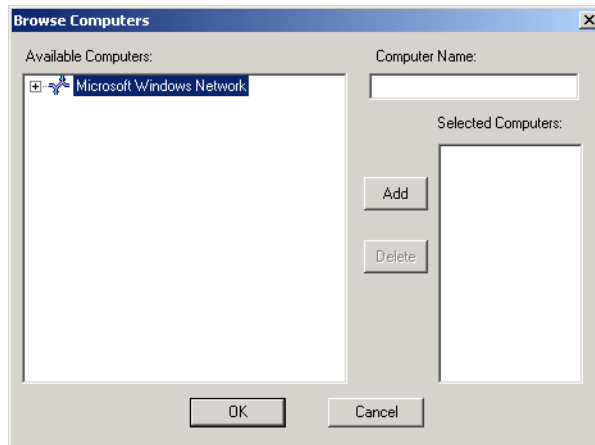 Browse Computers
Available Computers:
Computer Name:
Microsoft Windows Network
Selected Computers:
Add
Delete
OK
Cancel